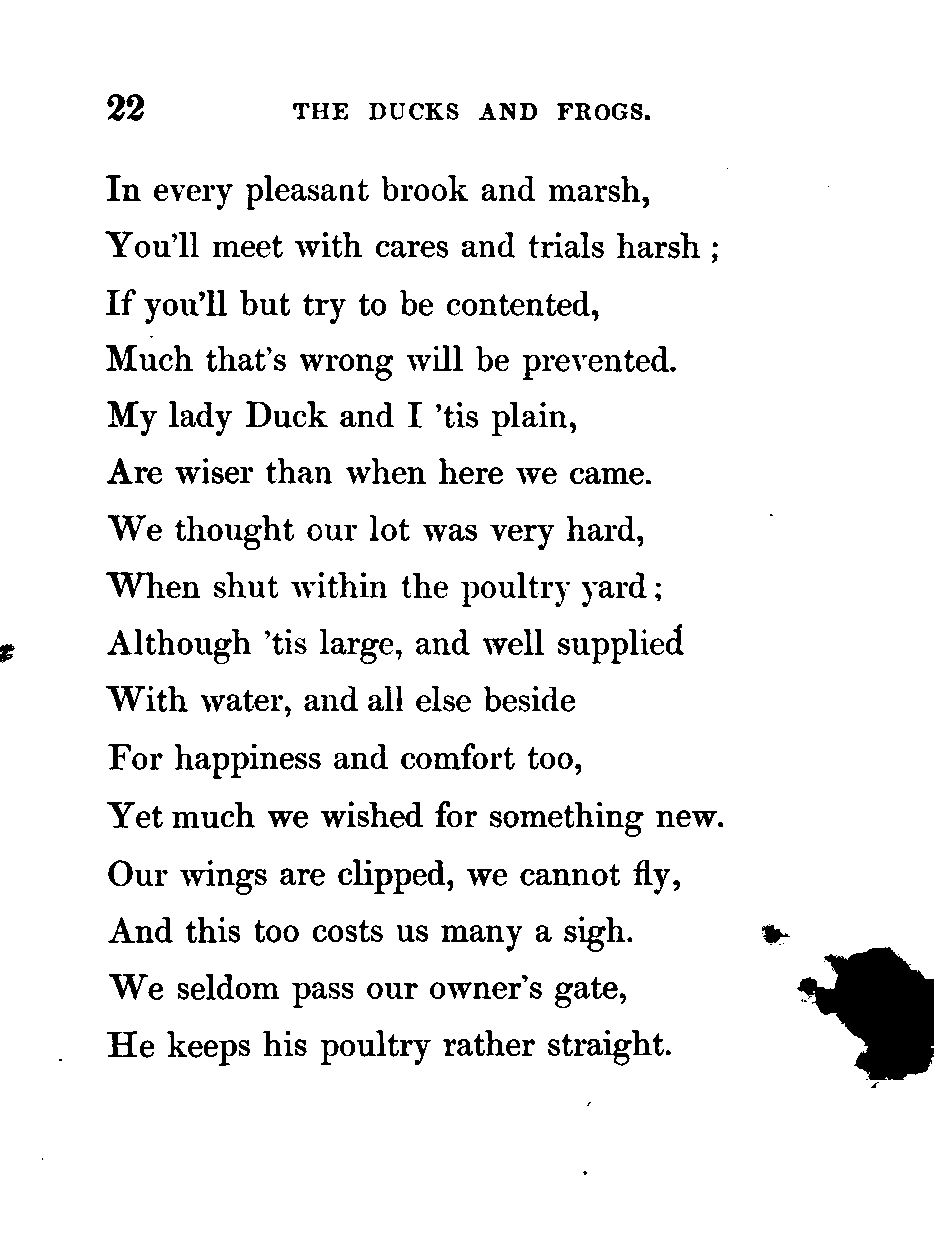 22 THE DUCKS AND FROGS.
In every pleasant brook and marsh,
You'll meet with cares and trials harsh ;
If you'll but try to be contented,
Much that's wrong will be prevented.
My lady Duck and I 'tis plain,
Are wiser than when here we came.
We thought our lot was very hard,
When shut within the poultry yard ;
Although 'tis large, and well supplied
With water, and all else beside
For happiness and comfort too,
Yet much we wished for something new.
Our wings are clipped, we cannot fly,
And this too costs us many a sigh.
We seldom pass our owner's gate,
He keeps his poultry rather straight.